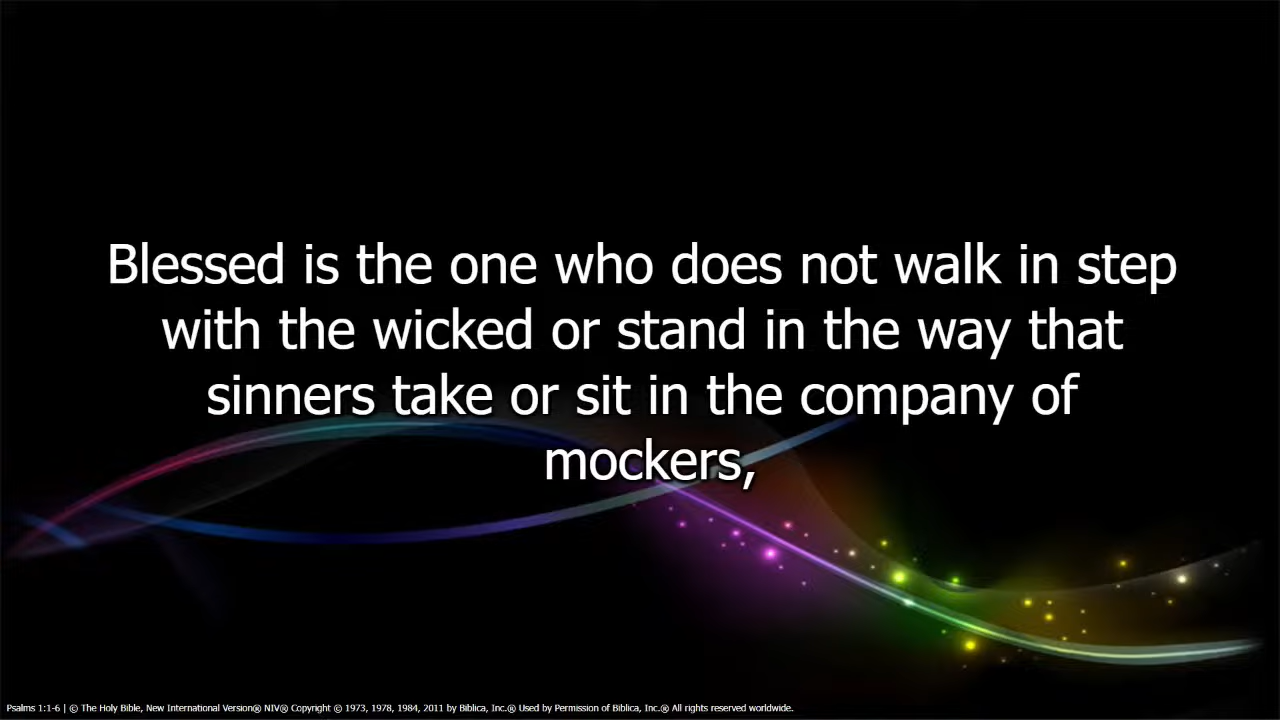 Blessed is the one who does not walk in step
with the wicked or stand in the way that
sinners take or sit in the company of
mockers,
Psalms 1:1-6 | © The Holy Bible, New International Version® NIV® Copyright © 1973, 1978, 1984, 2011 by Biblica, Inc.® Used by Permission of Biblica, Inc.® All rights reserved worldwide.